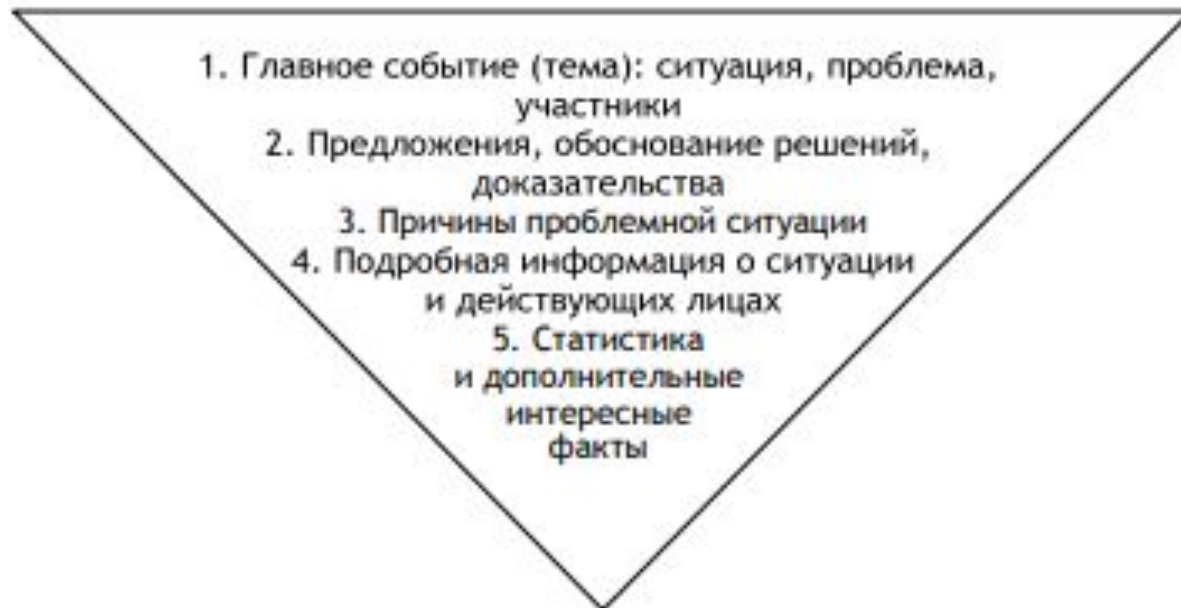 1. Главное событие (тема): ситуация, проблема,
участники
2. Предложения, обоснование решений,
доказательства
3. Причины проблемной ситуации
4. Подробная информация о ситуации
и действующих лицах
5. Статистика
и дополнительные
интересные
факты